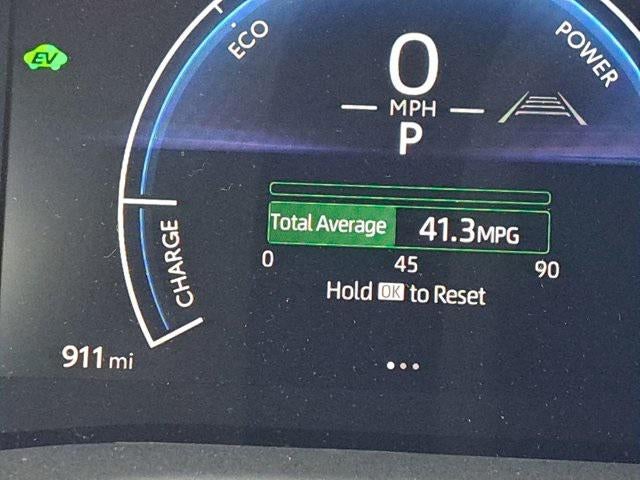 EV
ECO
POWER
0
MPH
P
CHARGE
Total Average 41.3MPG
0 45 90
Hold OK to Reset
911 mi